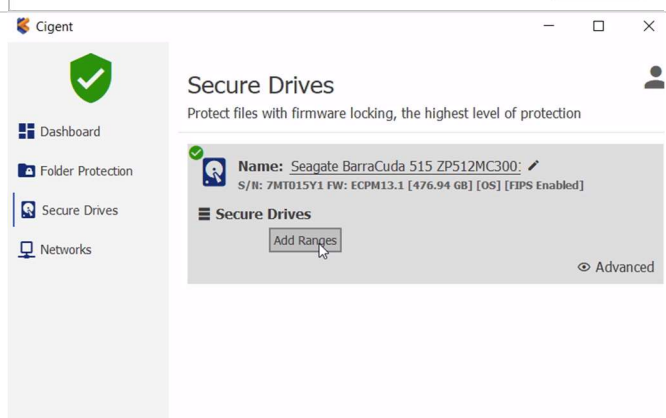 Cigent
Secure Drives
Protect files with firmware locking, the highest level of protection
Dashboard
Folder Protection
Secure Drives
Networks
Name: Seagate BarraCuda 515 ZP512MC300:
S/N: 7MT015Y1 FW: ECPM13.1 [476.94 GB] [OS] [FIPS Enabled]
Secure Drives
Add Ranges
Advanced